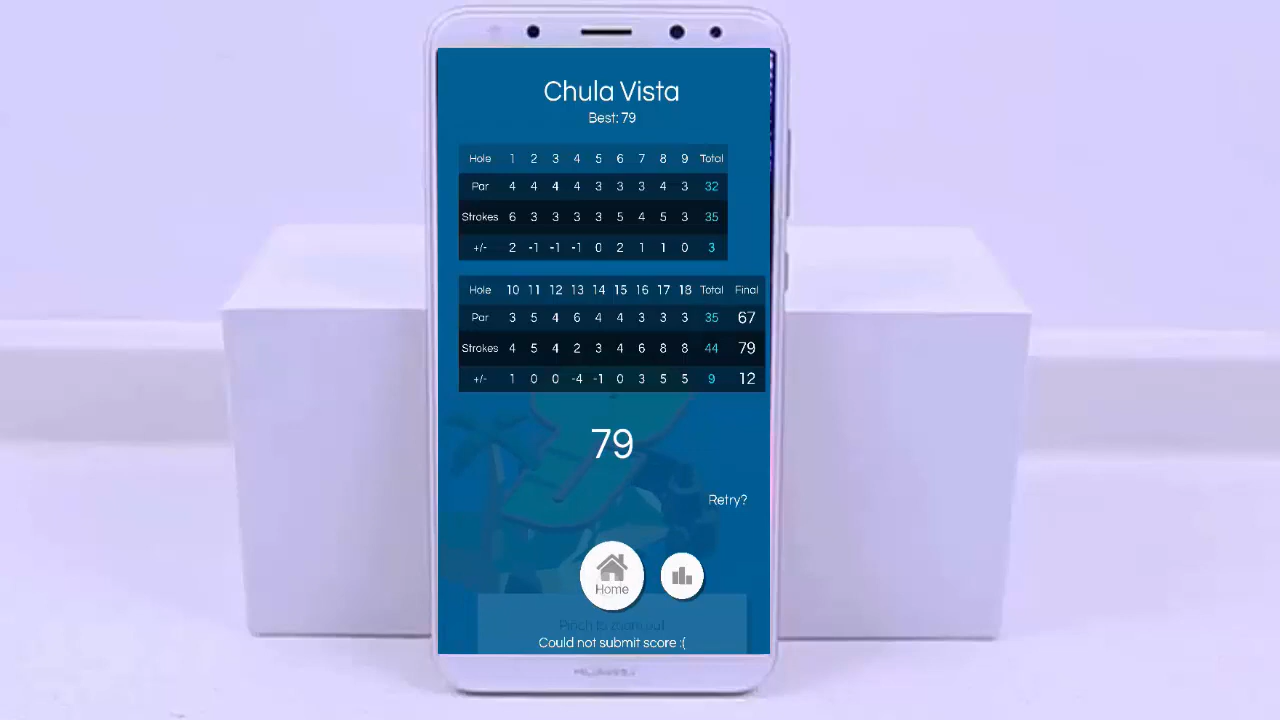 Chula Vista
Best: 79
Hole 1 2 3 4 5 6 7 8 9 Total
Par 4 4 4 4 3 3 3 4 3 32
Strokes 6 3 3 3 3 5 4 5 3 35
+/- 2 -1 -1 -1 0 2 1 1 0 3
Hole 10 11 12 13 14 15 16 17 18 Total Final
Par 3 5 4 6 4 4 3 3 3 35 67
Strokes 4 5 4 2 3 4 6 8 8 44 79
+/- 1 0 0 -4 -1 0 3 5 5 9 12
79
Retry?
Home
Pinch to zoom out
Could not submit score :(
HUAWEI